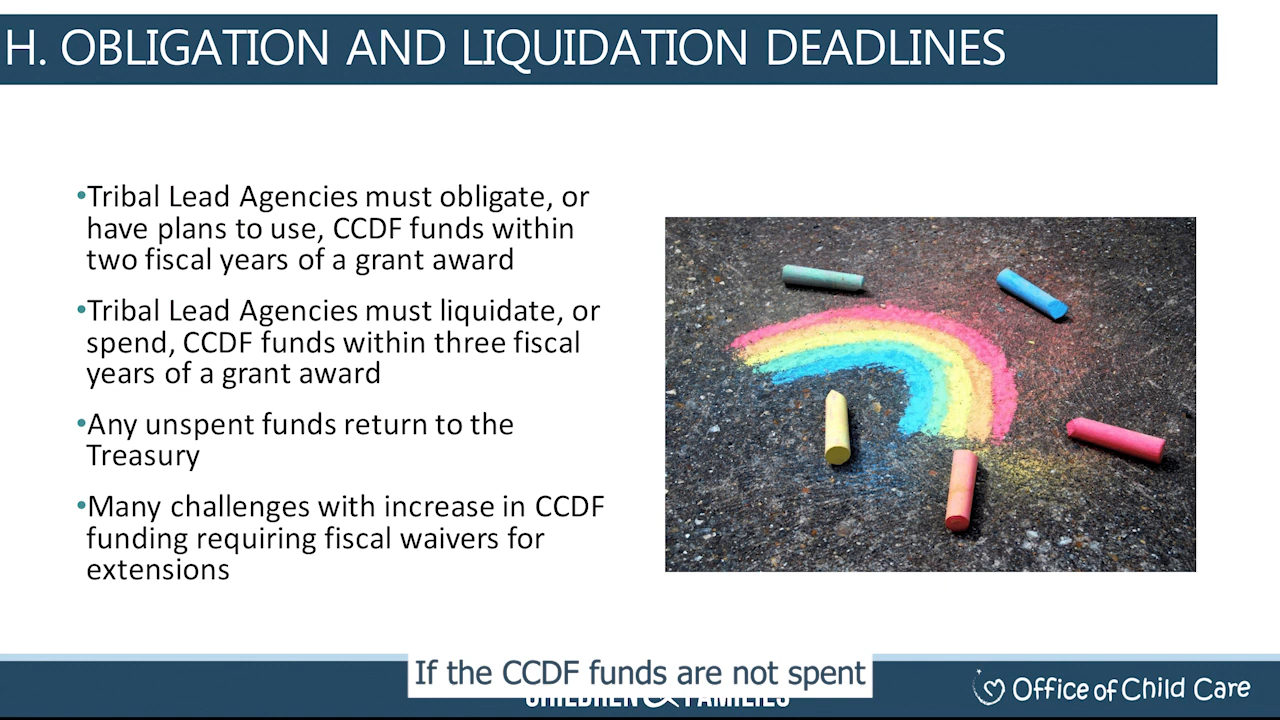 H. OBLIGATION AND LIQUIDATION DEADLINES
•Tribal Lead Agencies must obligate, or
have plans to use, CCDF funds within
two fiscal years of a grant award
•Tribal Lead Agencies must liquidate, or
spend, CCDF funds within three fiscal
years of a grant award
•Any unspent funds return to the
Treasury
•Many challenges with increase in CCDF
funding requiring fiscal waivers for
extensions
If the CCDF funds are not spent
CHILDREN & FAMILIES
Office of Child Care